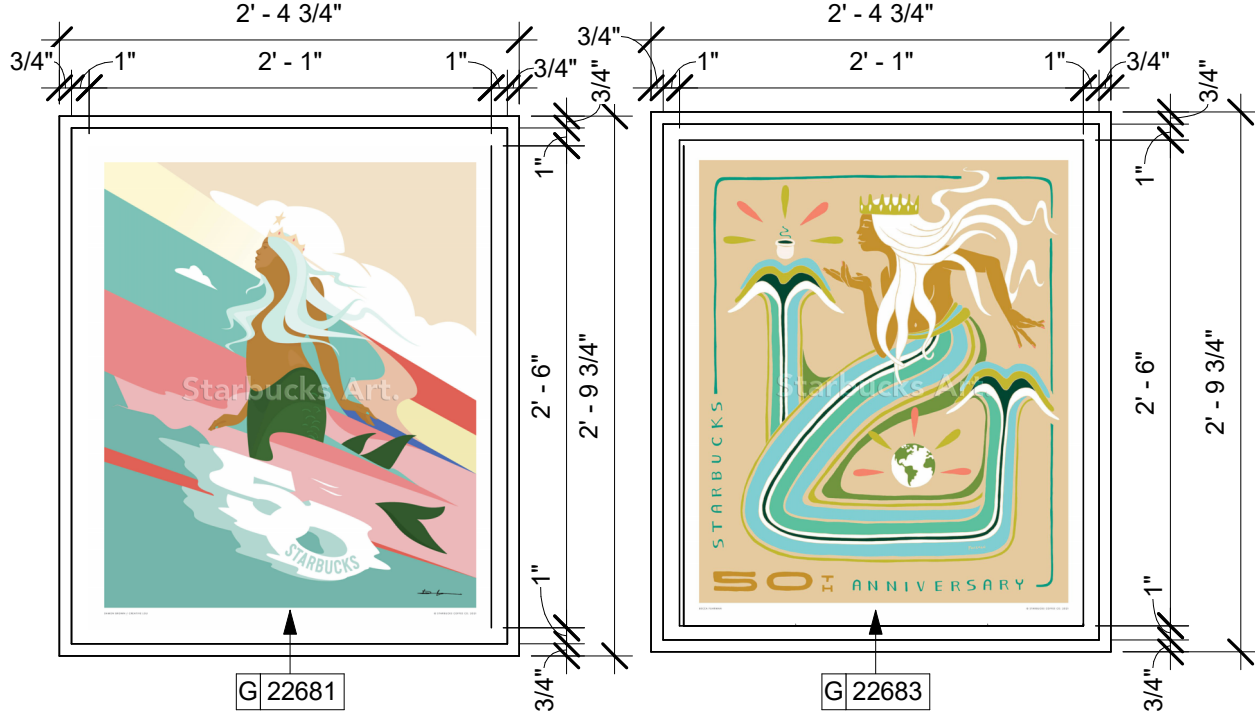 2' - 4 3/4"
3/4"
1"
2' - 1"
1"
3/4"
3/4"
1"
2' - 6"
2' - 9 3/4"
1"
3/4"
Starbucks Art.
50
STARBUCKS
G 22681
2' - 4 3/4"
3/4"
1"
2' - 1"
1"
3/4"
3/4"
1"
2' - 6"
2' - 9 3/4"
1"
3/4"
Starbucks Art.
STARBUCKS
50TH ANNIVERSARY
G 22683